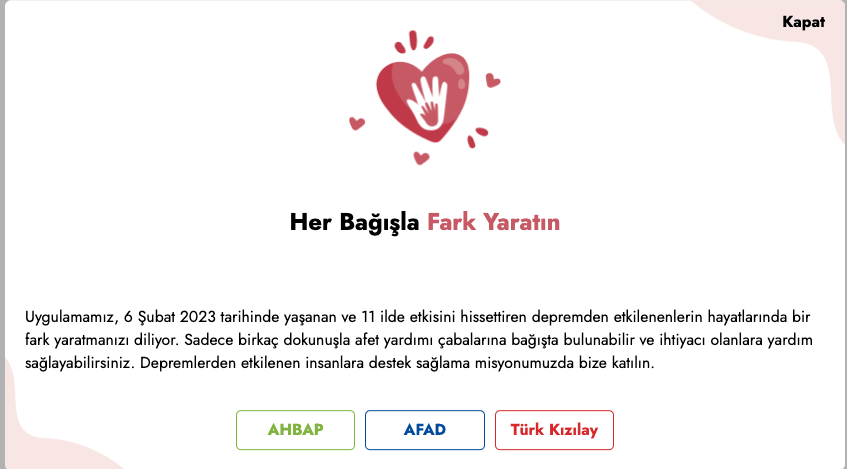 Kapat
Her Bağışla Fark Yaratın
Uygulamamız, 6 Şubat 2023 tarihinde yaşanan ve 11 ilde etkisini hissettiren depremden etkilenenlerin hayatlarında bir
fark yaratmanızı diliyor. Sadece birkaç dokunuşla afet yardımı çabalarına bağışta bulunabilir ve ihtiyacı olanlara yardım
sağlayabilirsiniz. Depremlerden etkilenen insanlara destek sağlama misyonumuzda bize katılın.
AHBAP AFAD Türk Kızılay